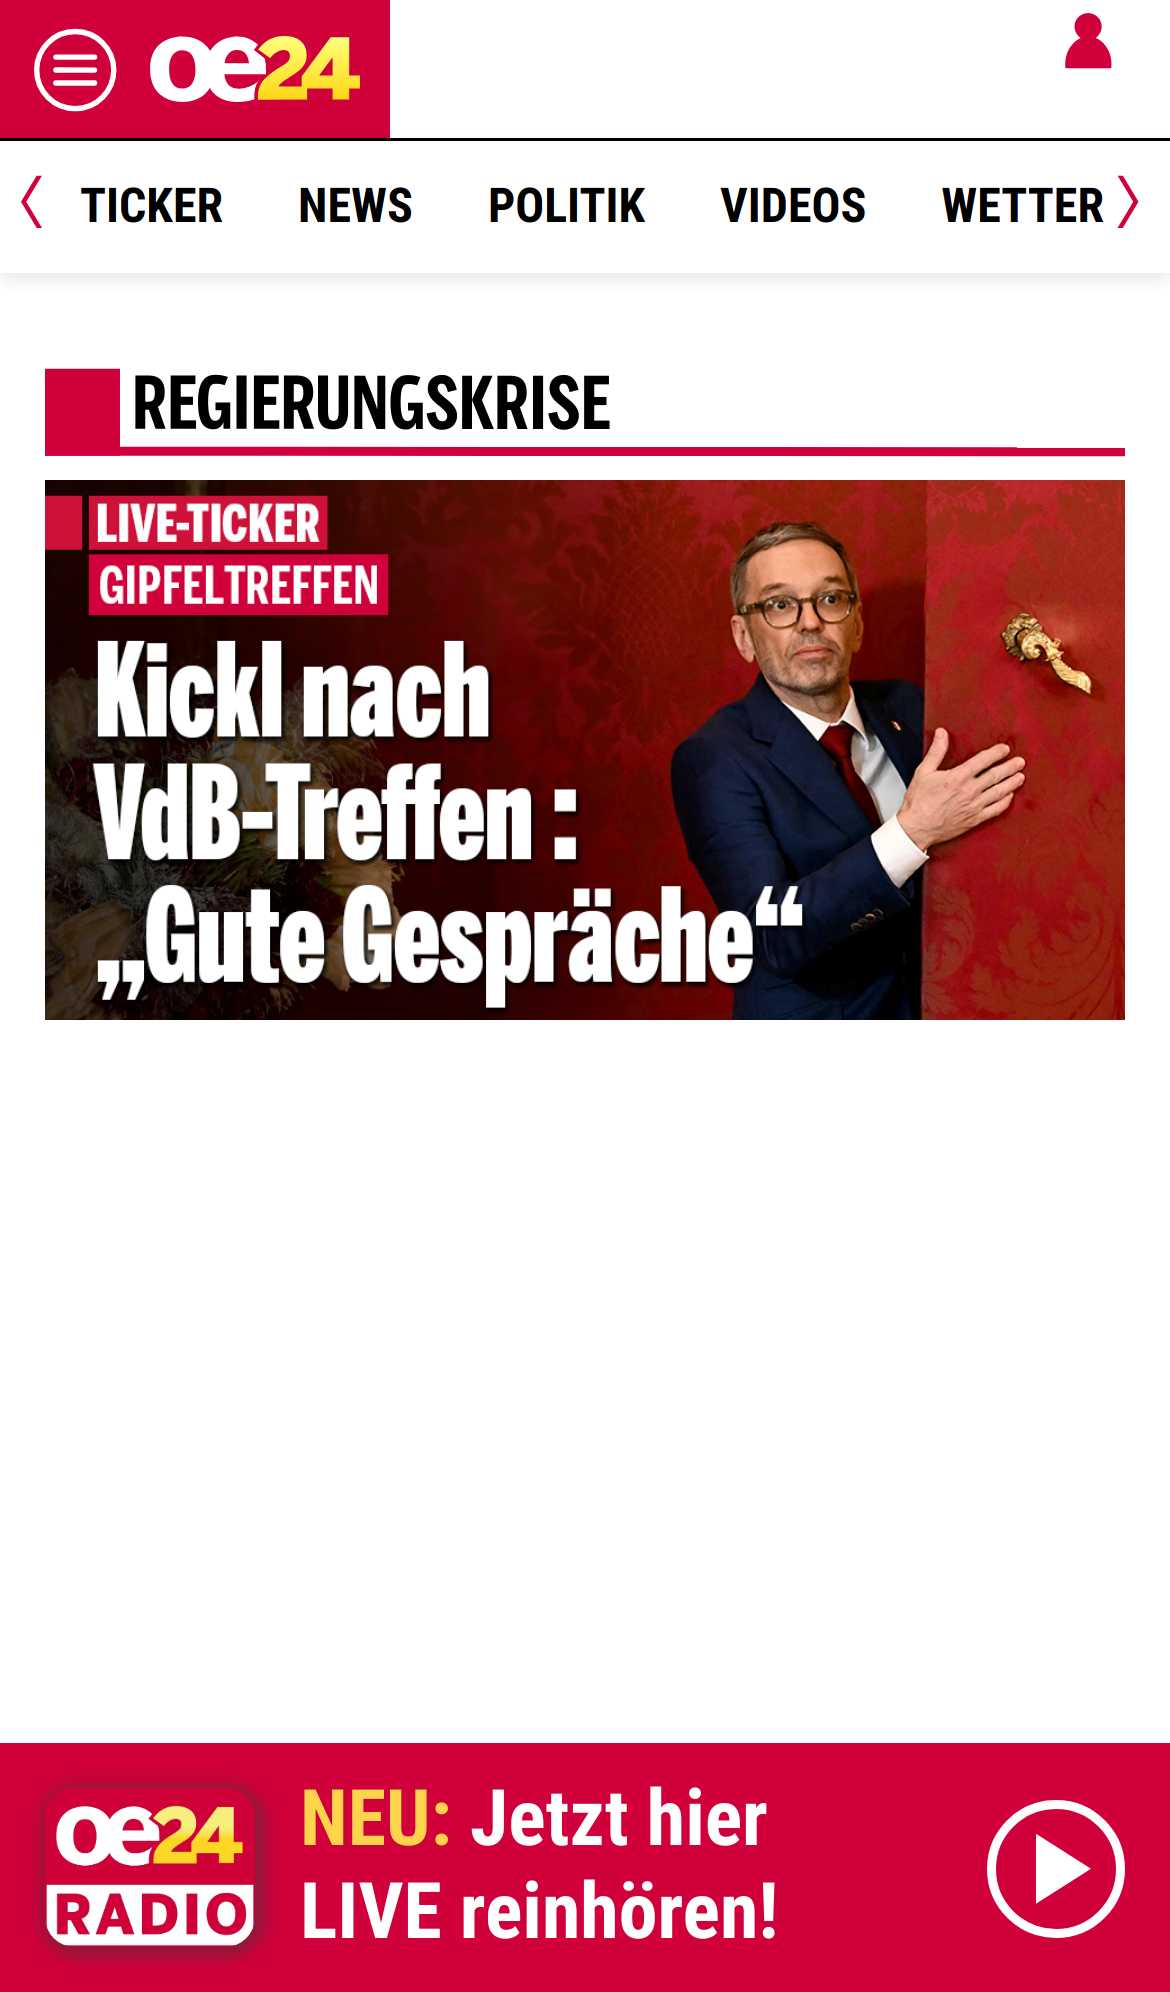 oe24
TICKER NEWS POLITIK VIDEOS WETTER
REGIERUNGSKRISE
LIVE-TICKER
GIPFELTREFFEN
Kickl nach
VdB-Treffen :
„Gute Gespräche“
oe24
RADIO
NEU: Jetzt hier
LIVE reinhören!